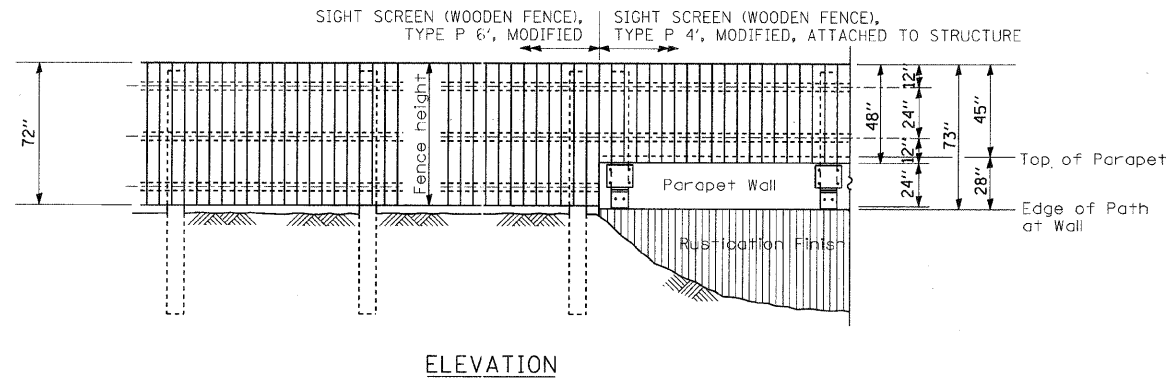 SIGHT SCREEN (WOODEN FENCE),
TYPE P 6', MODIFIED
SIGHT SCREEN (WOODEN FENCE),
TYPE P 4', MODIFIED, ATTACHED TO STRUCTURE
72"
Fence height
48"
12"
24"
12"
24"
73"
45"
28"
Top of Parapet
Parapet Wall
Edge of Path
at Wall
Rustication Finish
ELEVATION